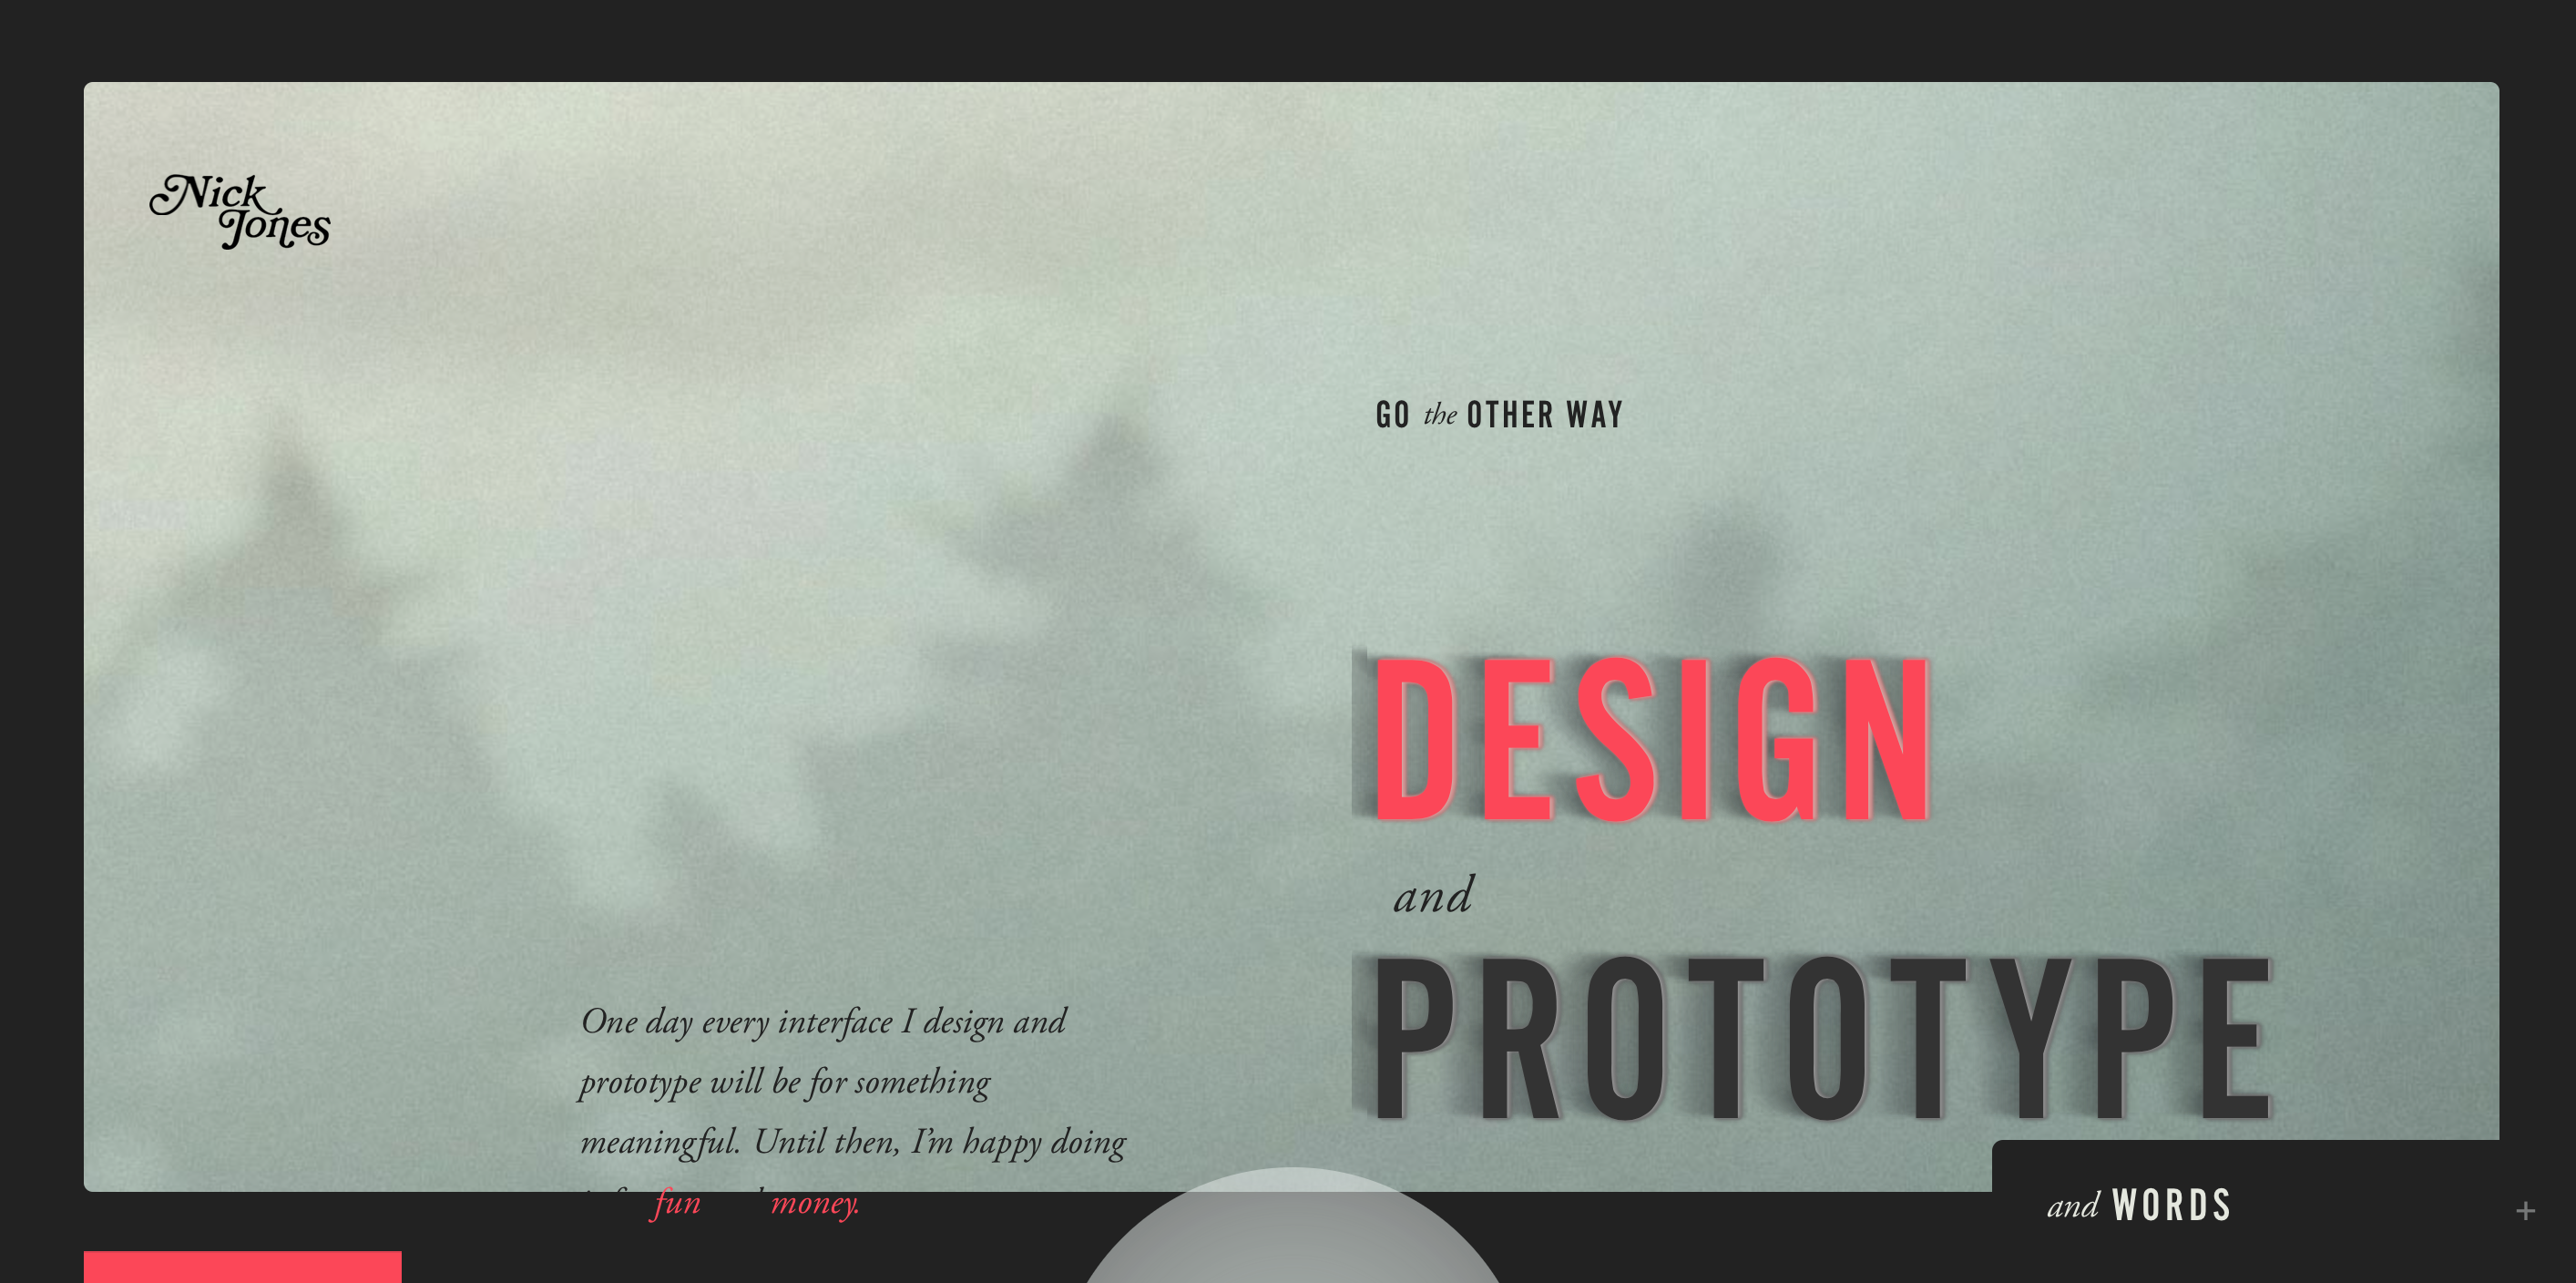 Nick
Jones
GO the OTHER WAY
DESIGN
and
PROTOTYPE
One day every interface I design and
prototype will be for something
meaningful. Until then, I’m happy doing
fun money.
and WORDS
+